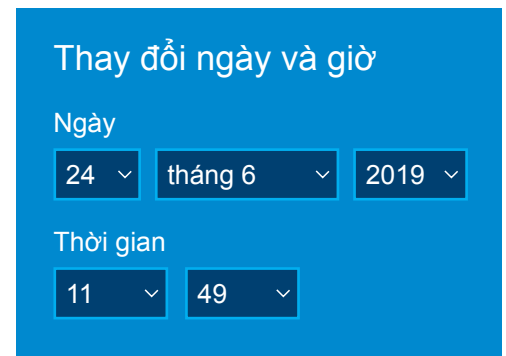 Thay đổi ngày và giờ
Ngày
24 tháng 6 2019
Thời gian
11 49